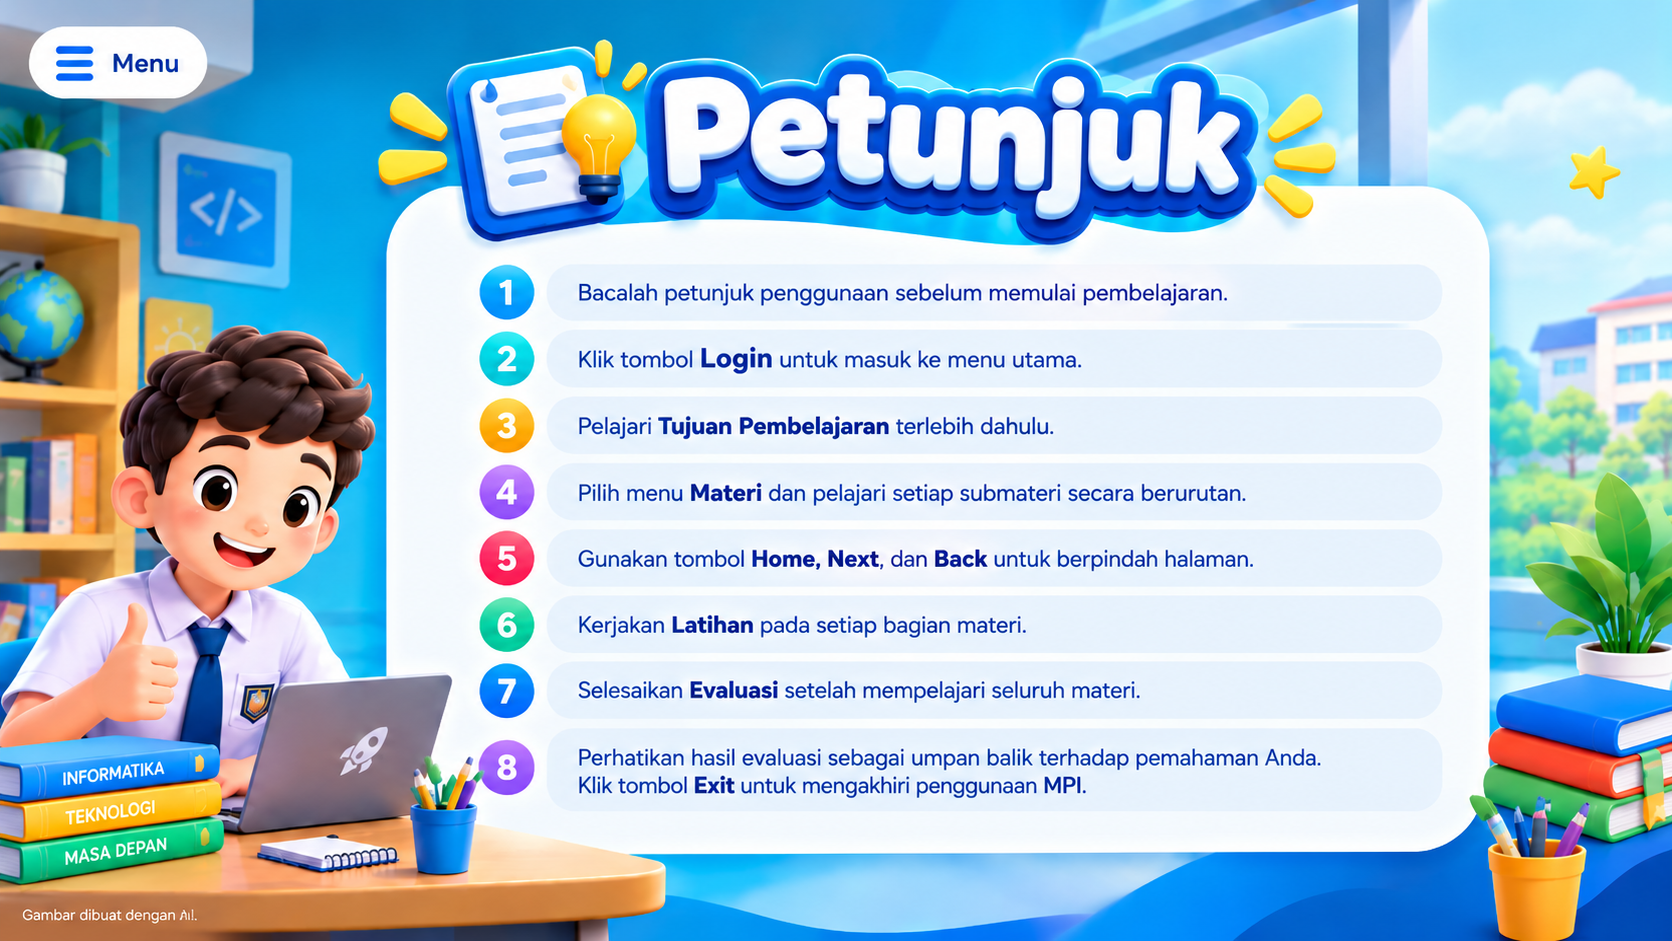 Menu
</>
Petunjuk
1 Bacalah petunjuk penggunaan sebelum memulai pembelajaran.
2 Klik tombol Login untuk masuk ke menu utama.
3 Pelajari Tujuan Pembelajaran terlebih dahulu.
4 Pilih menu Materi dan pelajari setiap submateri secara berurutan.
5 Gunakan tombol Home, Next, dan Back untuk berpindah halaman.
6 Kerjakan Latihan pada setiap bagian materi.
7 Selesaikan Evaluasi setelah mempelajari seluruh materi.
8 Perhatikan hasil evaluasi sebagai umpan balik terhadap pemahaman Anda.
Klik tombol Exit untuk mengakhiri penggunaan MPI.
INFORMATIKA
TEKNOLOGI
MASA DEPAN
Gambar dibuat dengan